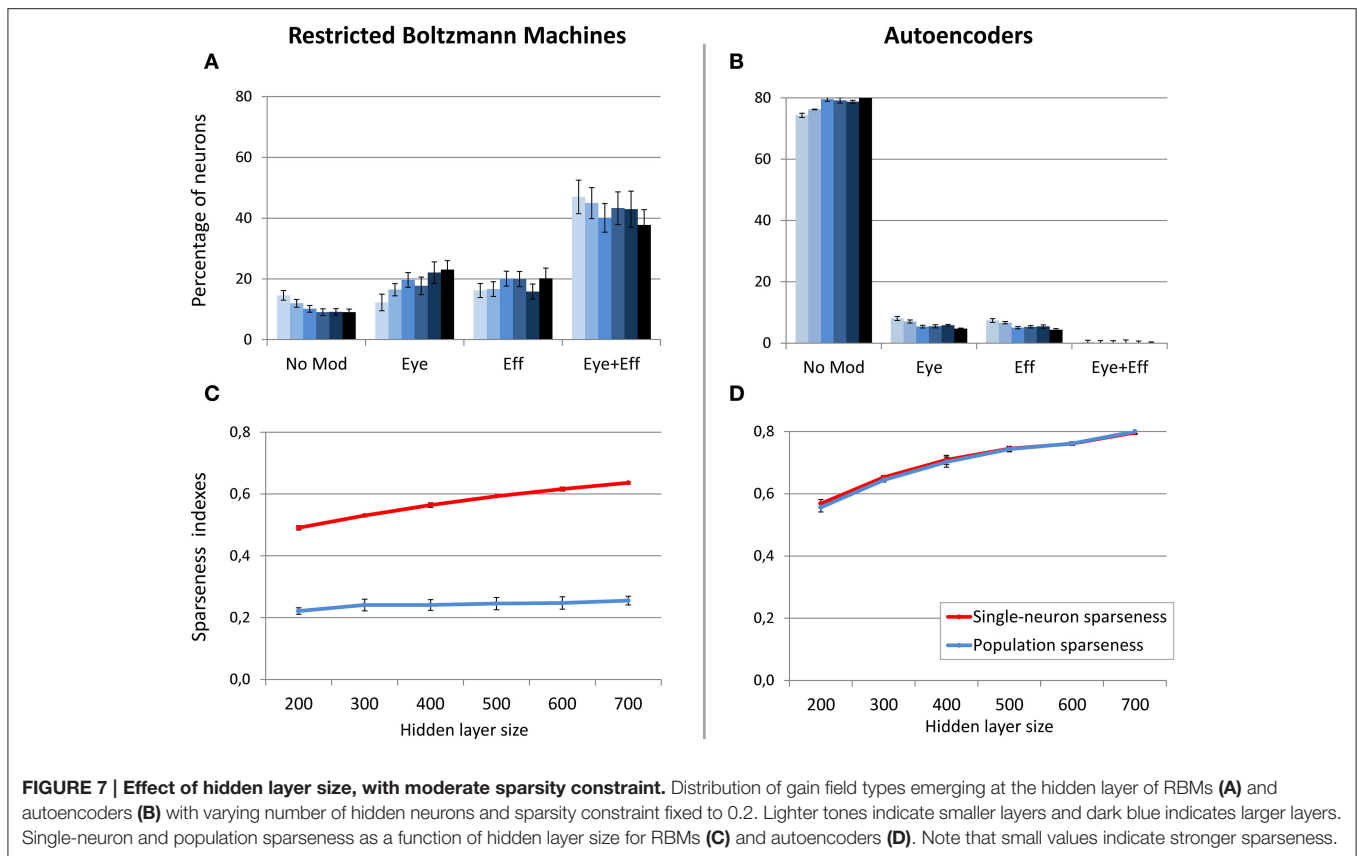 Restricted Boltzmann Machines
Autoencoders
A
B
Percentage of neurons
80
60
40
20
0
No Mod
Eye
Eff
Eye+Eff
80
60
40
20
0
No Mod
Eye
Eff
Eye+Eff
C
D
Sparseness indexes
0,8
0,6
0,4
0,2
0,0
200
300
400
500
600
700
Hidden layer size
0,8
0,6
0,4
0,2
0,0
Single-neuron sparseness
Population sparseness
200
300
400
500
600
700
Hidden layer size
FIGURE 7 | Effect of hidden layer size, with moderate sparsity constraint. Distribution of gain field types emerging at the hidden layer of RBMs (A) and
autoencoders (B) with varying number of hidden neurons and sparsity constraint fixed to 0.2. Lighter tones indicate smaller layers and dark blue indicates larger layers.
Single-neuron and population sparseness as a function of hidden layer size for RBMs (C) and autoencoders (D). Note that small values indicate stronger sparseness.